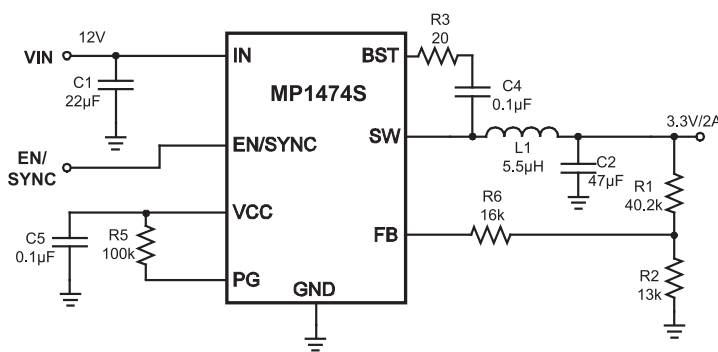 VIN
12V
C1
22µF
EN/
SYNC
C5
0.1µF
R5
100k
IN
MP1474S
EN/SYNC
VCC
PG
GND
BST
SW
FB
R3
20
C4
0.1µF
L1
5.5µH
3.3V/2A
C2
47µF
R1
40.2k
R6
16k
R2
13k